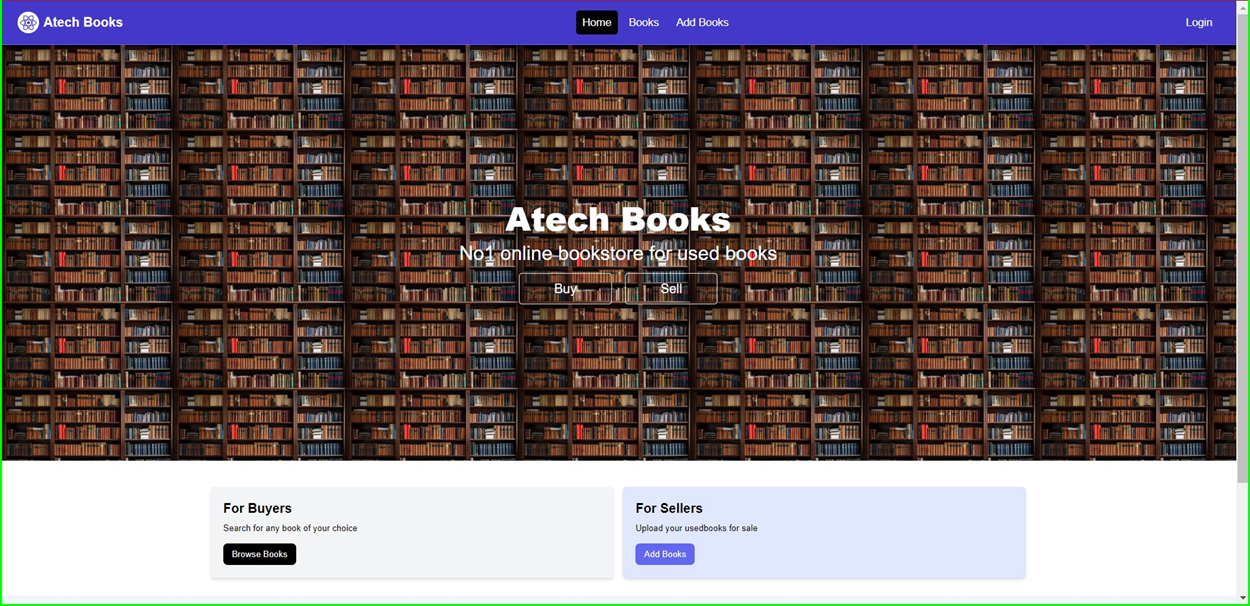 Atech Books
Home Books Add Books
Login
Atech Books
No1 online bookstore for used books
Buy Sell
For Buyers
Search for any book of your choice
Browse Books
For Sellers
Upload your usedbooks for sale
Add Books